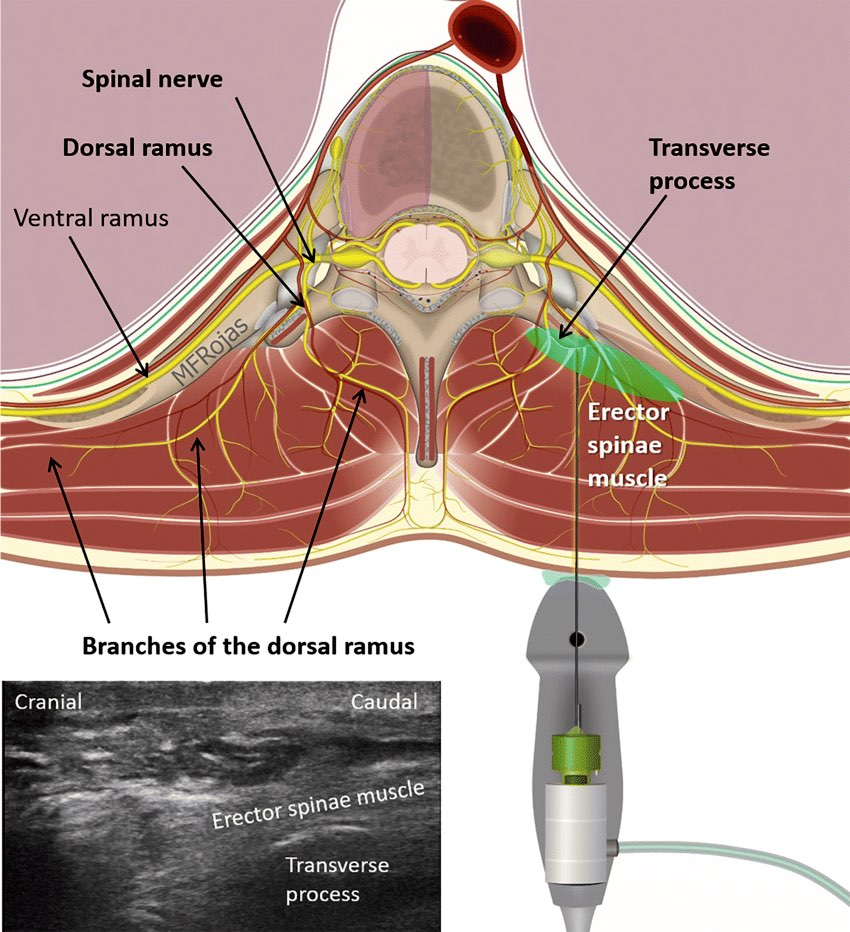 Spinal nerve
Dorsal ramus
Ventral ramus
Transverse
process
MFRojas
Erector
spinae
muscle
Branches of the dorsal ramus
Cranial
Caudal
Erector spinae muscle
Transverse
process